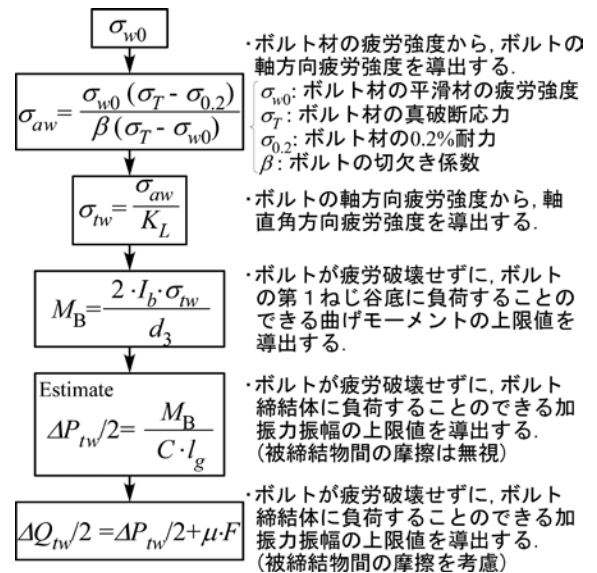 σw0
・ボルト材の疲労強度から, ボルトの
軸方向疲労強度を導出する.
σaw = σw0 (σT - σ0.2) / β (σT - σw0)
σw0: ボルト材の平滑材の疲労強度
σT: ボルト材の真破断応力
σ0.2: ボルト材の0.2%耐力
β: ボルトの切欠き係数
σtw = σaw / KL
・ボルトの軸方向疲労強度から, 軸
直角方向疲労強度を導出する.
MB = 2・Ib・σtw / d3
・ボルトが疲労破壊せずに, ボルト
の第１ねじ谷底に負荷することの
できる曲げモーメントの上限値を
導出する.
Estimate
ΔPtw/2 = MB / C・lg
・ボルトが疲労破壊せずに, ボルト
締結体に負荷することのできる加
振力振幅の上限値を導出する.
(被締結物間の摩擦は無視)
ΔQtw/2 =ΔPtw/2+μ・F
・ボルトが疲労破壊せずに, ボルト
締結体に負荷することのできる加
振力振幅の上限値を導出する.
(被締結物間の摩擦を考慮)